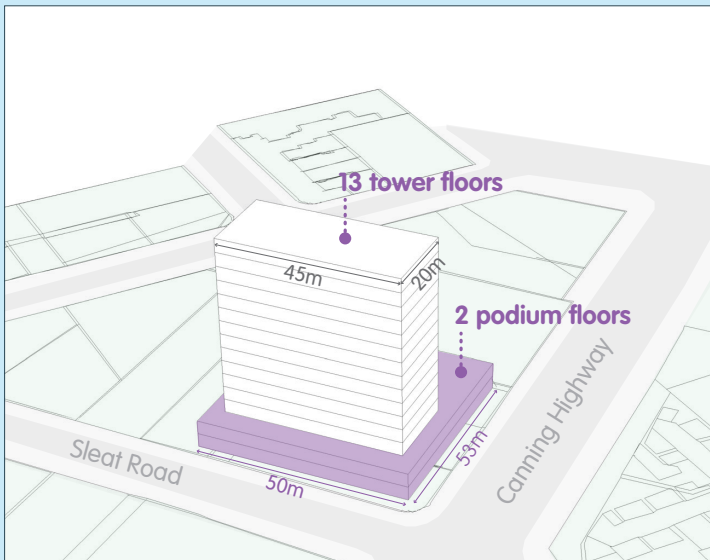 13 tower floors
45m
20m
2 podium floors
Sleat Road
50m
53m
Canning Highway